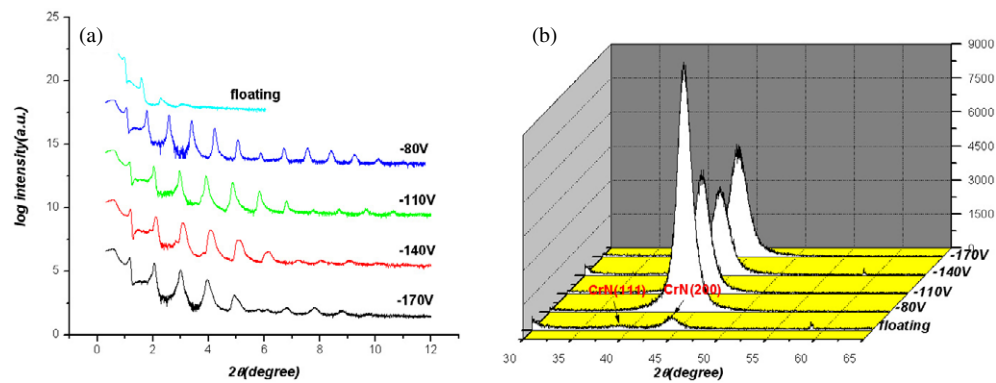 (a)
25
20
15
10
5
0
log intensity(a.u.)
floating
-80V
-110V
-140V
-170V
0 2 4 6 8 10 12
2θ(degree)
(b)
9000
7500
6000
4500
3000
1500
0
-170V
-140V
-110V
-80V
floating
CrN(111) CrN(200)
30 35 40 45 50 55 60 65
2θ(degree)